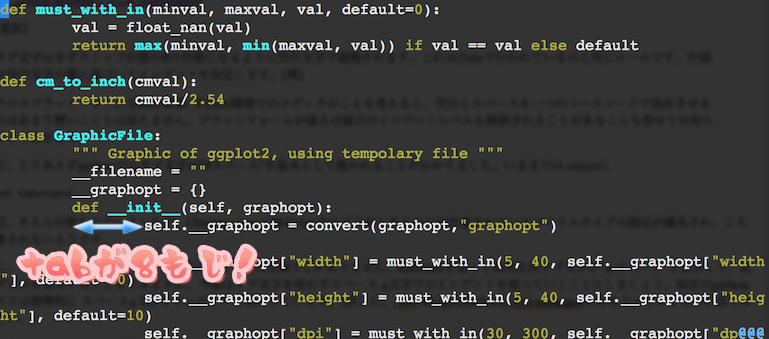 def must_with_in(minval, maxval, val, default=0):
val = float_nan(val)
return max(minval, min(maxval, val)) if val == val else default
def cm_to_inch(cmval):
return cmval/2.54
class GraphicFile:
""" Graphic of ggplot2, using tempolary file """
__filename = ""
__graphopt = {}
def __init__(self, graphopt):
self.__graphopt = convert(graphopt,"graphopt")
tabが8もじ!
opt["width"] = must_with_in(5, 40, self.__graphopt["width
"], default=
0)
self.__graphopt["height"] = must_with_in(5, 40, self.__graphopt["heig
ht"], default=10)
self.__graphopt["dpi"] = must_with_in(30, 300, self.__graphopt["dp
@@@